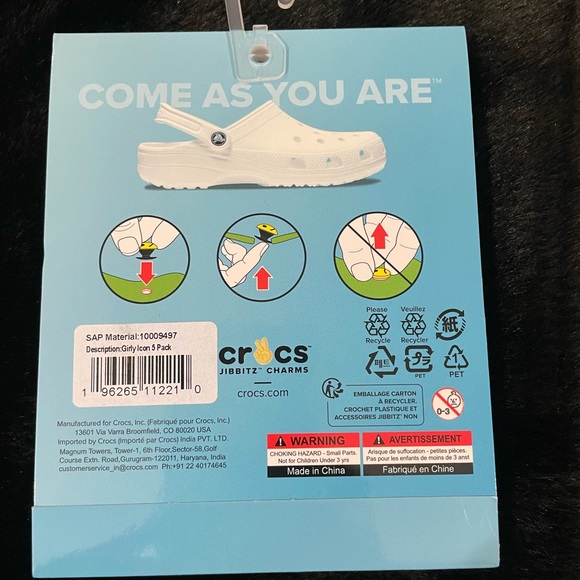 COME AS YOU ARE™
SAP Material:10009497
Description:Girly Icon 5 Pack
1 96265 11221 0
crocs™
JIBBITZ™ CHARMS
crocs.com
Please
Recycle
Veuillez
Recycler
紙
PET
1
PET
EMBALLAGE CARTON
À RECYCLER,
CROCHET PLASTIQUE ET
ACCESSOIRES JIBBITZ™ NON
0-3
Manufactured for Crocs, Inc. (Fabriqué pour Crocs, Inc.)
13601 Via Varra Broomfield, CO 80020 USA
Imported by Crocs (Importé par Crocs) India PVT. LTD.
Magnum Towers, Tower-1, 6th Floor,Sector-58,Golf
Course Extn. Road,Gurugram-122011, Haryana, India
customerservice_in@crocs.com Ph:+91 22 40174645
WARNING
CHOKING HAZARD - Small Parts.
Not for Children Under 3 yrs
Made in China
AVERTISSEMENT
Risque de suffocation - petites pièces.
Pas pour les enfants de moins de 3 anst
Fabriqué en Chine